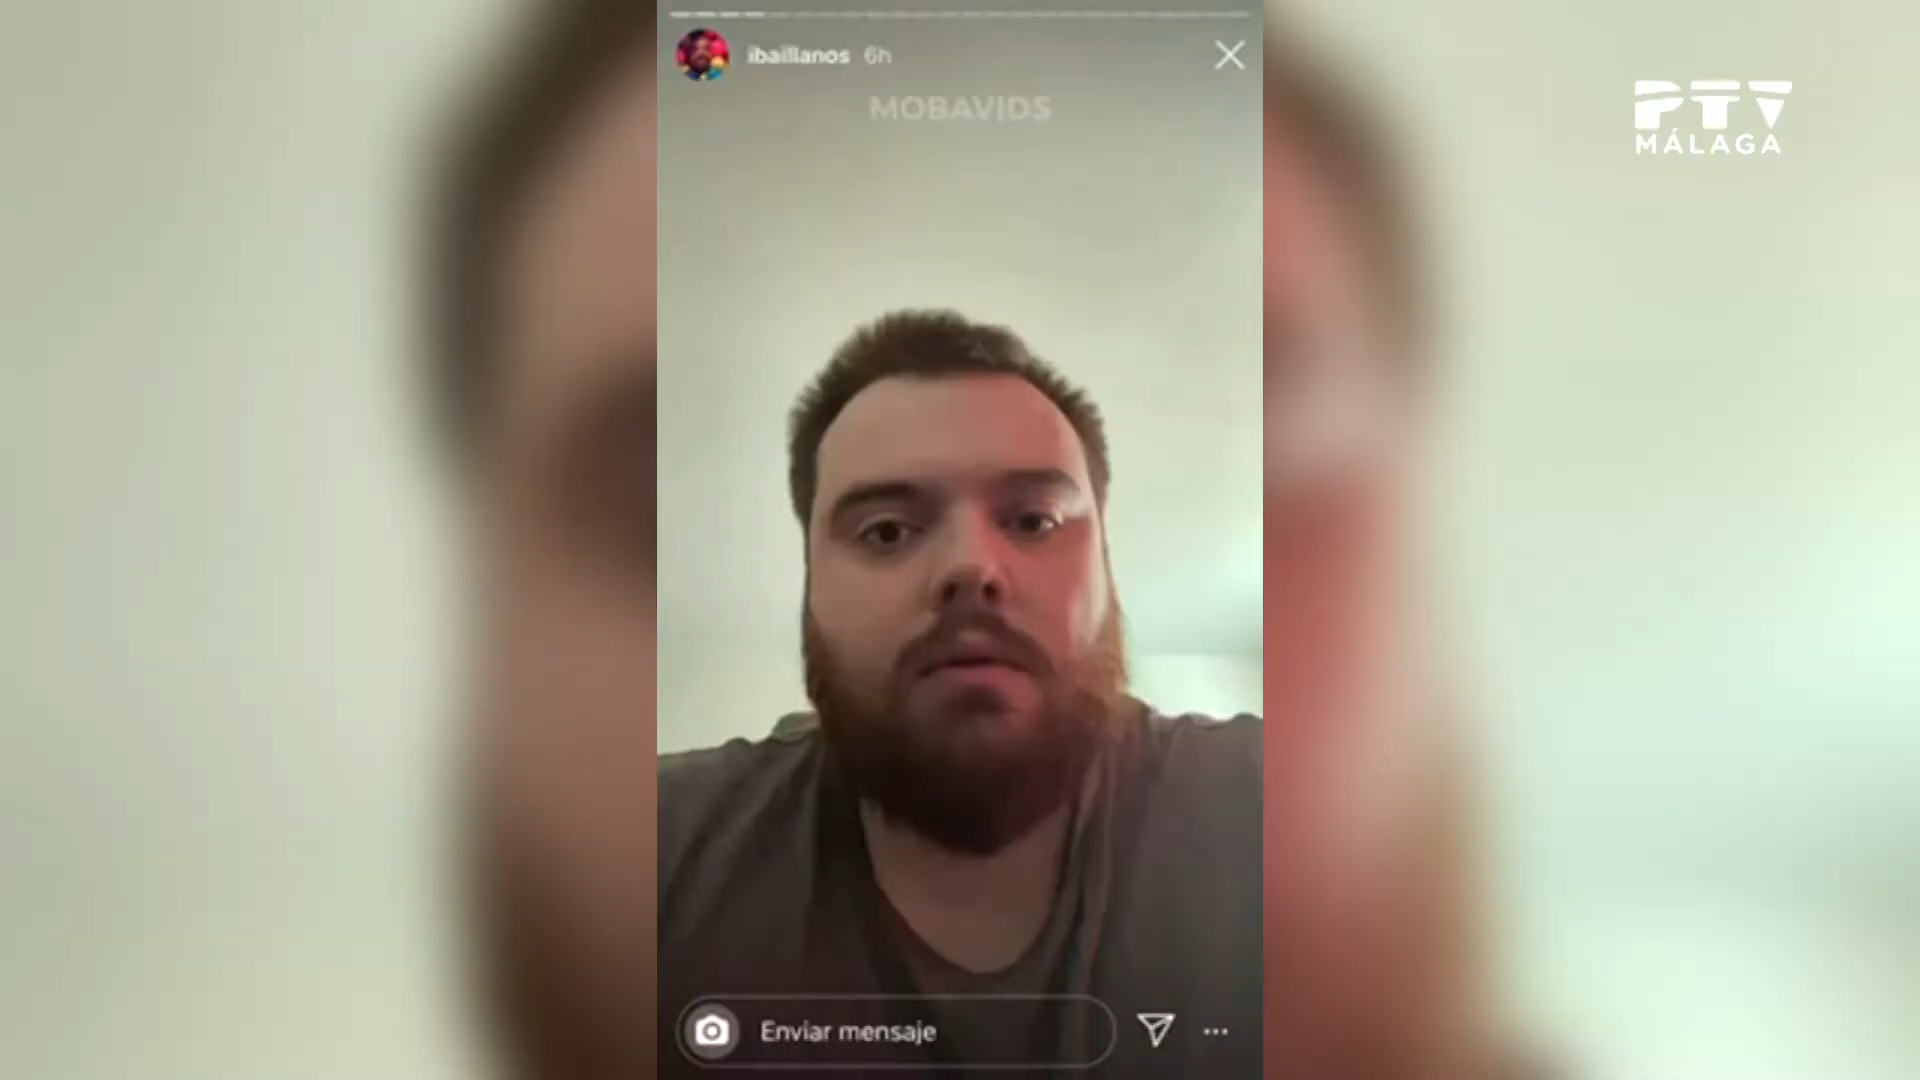 ibaillanos 6h
MOBAVIDS
PTV
MÁLAGA
Enviar mensaje